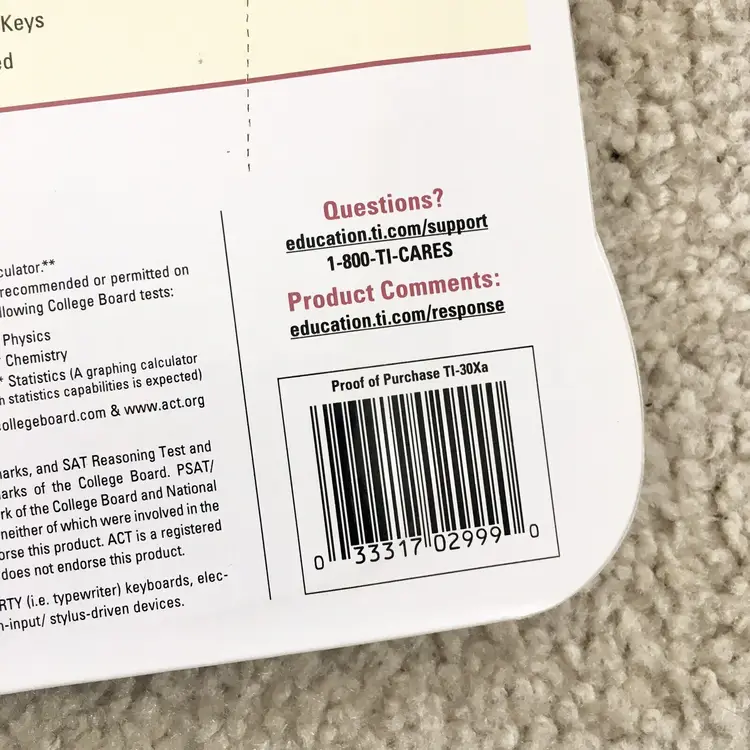 Keys
ed
culator.**
recommended or permitted on
llowing College Board tests:
Physics
Chemistry
* Statistics (A graphing calculator
h statistics capabilities is expected)
ollegeboard.com & www.act.org
arks, and SAT Reasoning Test and
arks of the College Board. PSAT/
rk of the College Board and National
neither of which were involved in the
orse this product. ACT is a registered
does not endorse this product.
RTY (i.e. typewriter) keyboards, elec-
n-input/ stylus-driven devices.
Questions?
education.ti.com/support
1-800-TI-CARES
Product Comments:
education.ti.com/response
Proof of Purchase TI-30Xa
0 33317 02999 0